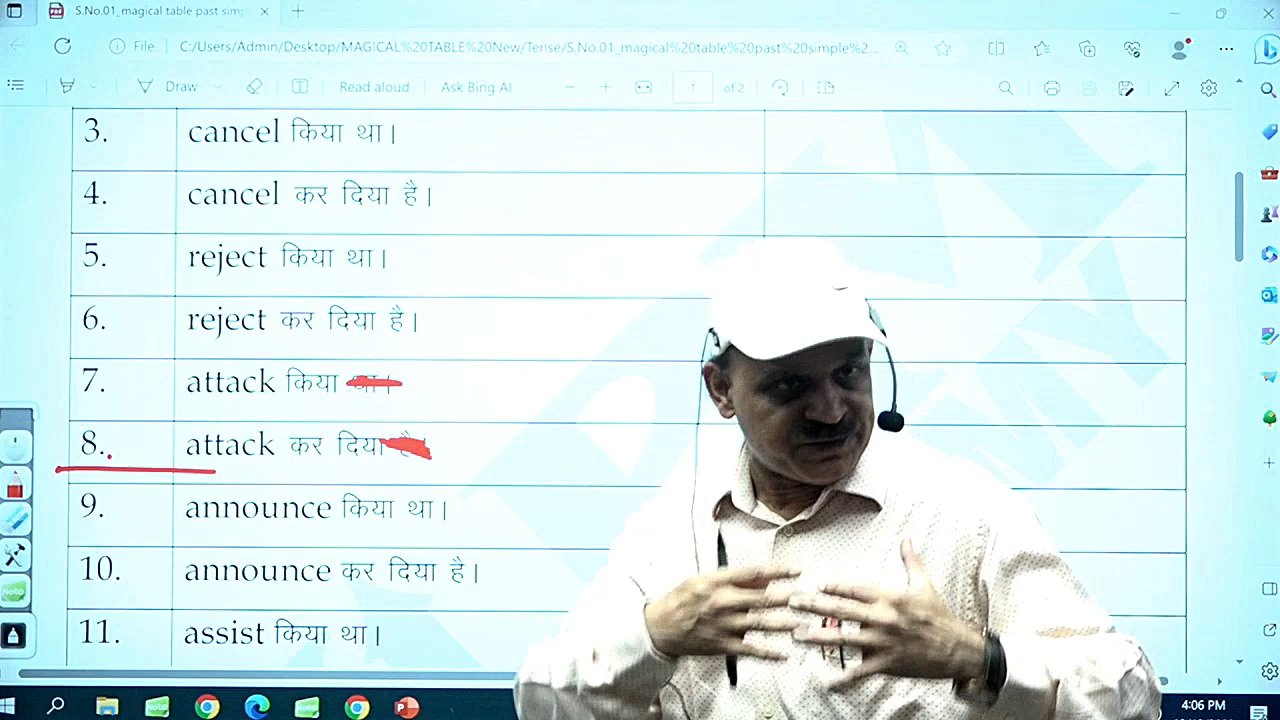 S.No.01_magical table past simp
File
C:/Users/Admin/Desktop/MAGICAL%20TABLE%20New/Tense/S.No.01_magical%20table%20past%20simple%2...
Draw
Read aloud
Ask Bing AI
1
of 2
3. cancel किया था।
4. cancel कर दिया है।
5. reject किया था।
6. reject कर दिया है।
7. attack किया था।
8. attack कर दिया है
9. announce किया था।
10. announce कर दिया है।
11. assist किया था।
4:06 PM